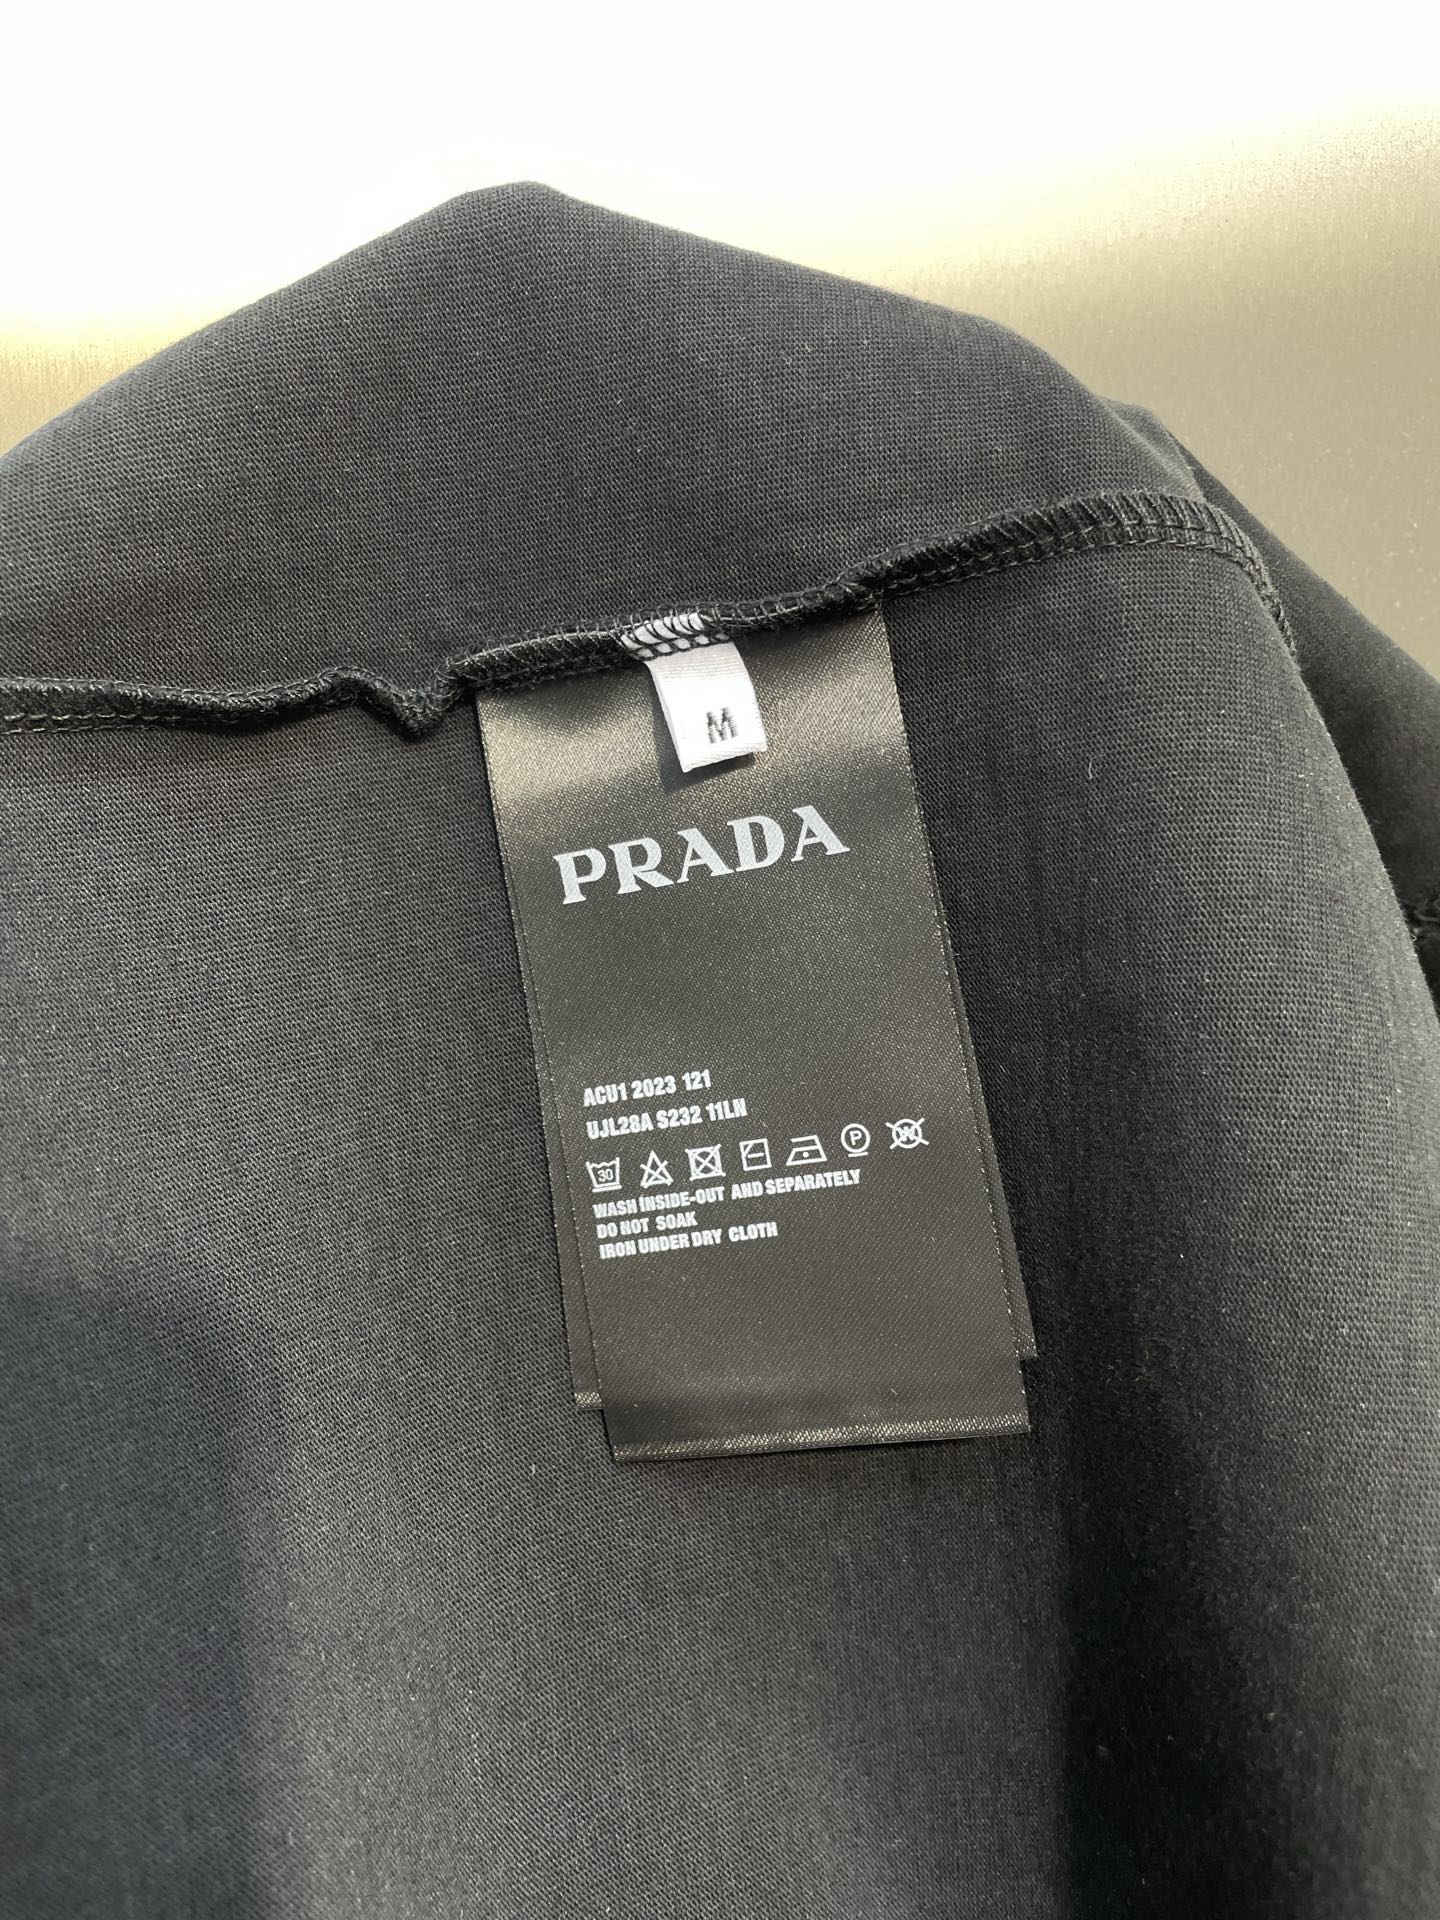 M
PRADA
ACU1 2023 121
UJL28A S232 11LN
30 P W
WASH INSIDE-OUT AND SEPARATELY
DO NOT SOAK
IRON UNDER DRY CLOTH